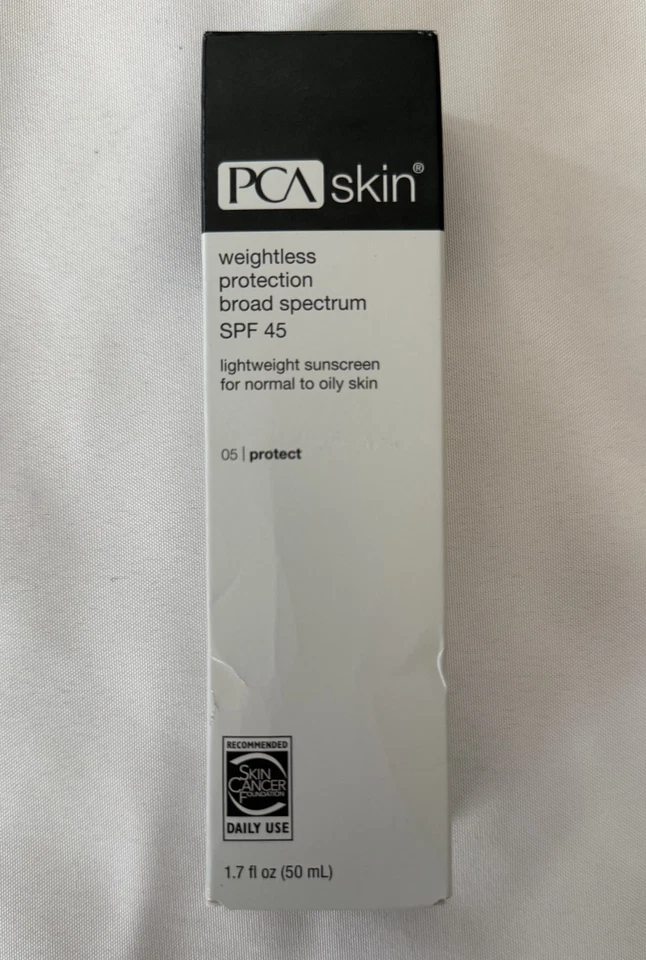 PCA skin®
weightless
protection
broad spectrum
SPF 45
lightweight sunscreen
for normal to oily skin
05 | protect
RECOMMENDED
SKIN
CANCER
FOUNDATION
DAILY USE
1.7 fl oz (50 mL)